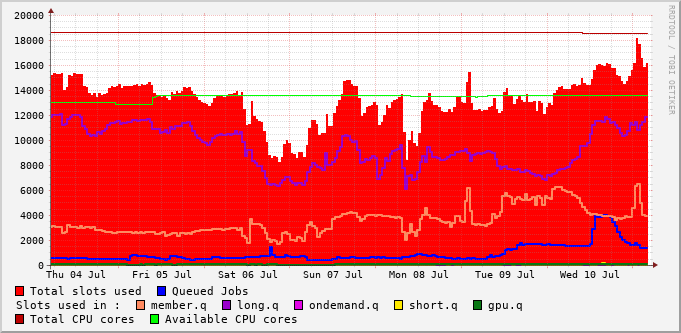 20000
18000
16000
14000
12000
10000
8000
6000
4000
2000
0
Thu 04 Jul Fri 05 Jul Sat 06 Jul Sun 07 Jul Mon 08 Jul Tue 09 Jul Wed 10 Jul
Total slots used Queued Jobs
Slots used in : member.q long.q ondemand.q short.q gpu.q
Total CPU cores Available CPU cores
RRDTOOL / TOBI OETIKER